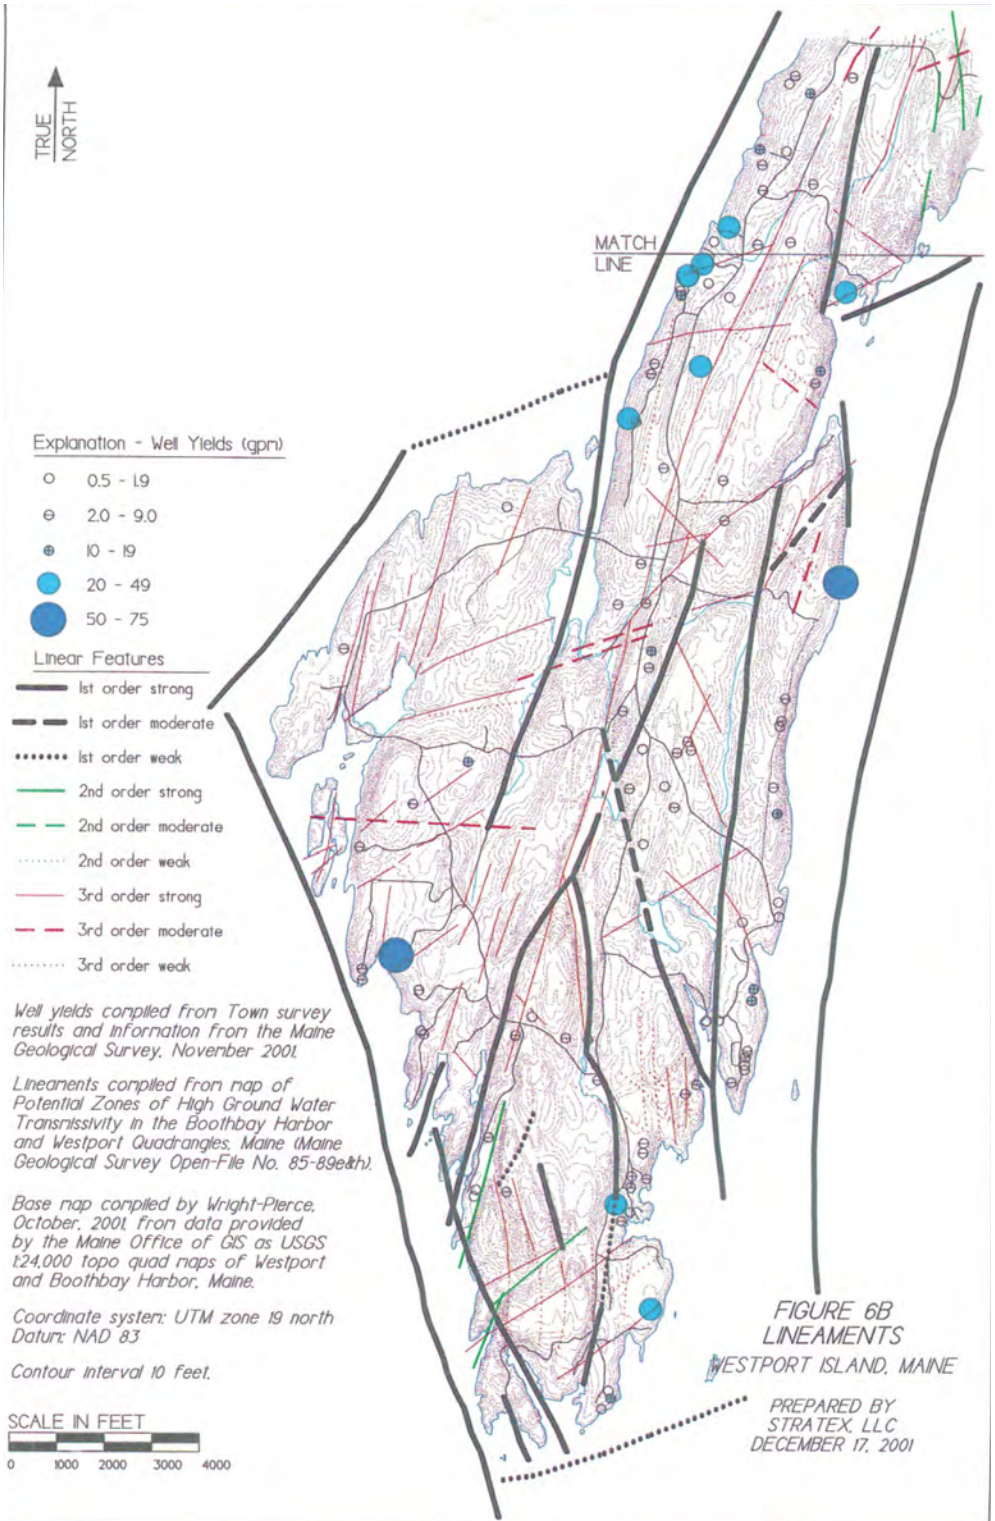 TRUE
NORTH
MATCH
LINE
Explanation - Well Yields (gpm)
0.5 - 1.9
2.0 - 9.0
10 - 19
20 - 49
50 - 75
Linear Features
1st order strong
1st order moderate
1st order weak
2nd order strong
2nd order moderate
2nd order weak
3rd order strong
3rd order moderate
3rd order weak
Well yields compiled from Town survey
results and information from the Maine
Geological Survey, November 2001.
Lineaments compiled from map of
Potential Zones of High Ground Water
Transmissivity in the Boothbay Harbor
and Westport Quadrangles, Maine (Maine
Geological Survey Open-File No. 85-89e&h).
Base map compiled by Wright-Pierce,
October, 2001, from data provided
by the Maine Office of GIS as USGS
1:24,000 topo quad maps of Westport
and Boothbay Harbor, Maine.
Coordinate system: UTM zone 19 north
Datum: NAD 83
Contour interval 10 feet.
SCALE IN FEET
0 1000 2000 3000 4000
FIGURE 6B
LINEAMENTS
WESTPORT ISLAND, MAINE
PREPARED BY
STRATEX, LLC
DECEMBER 17, 2001